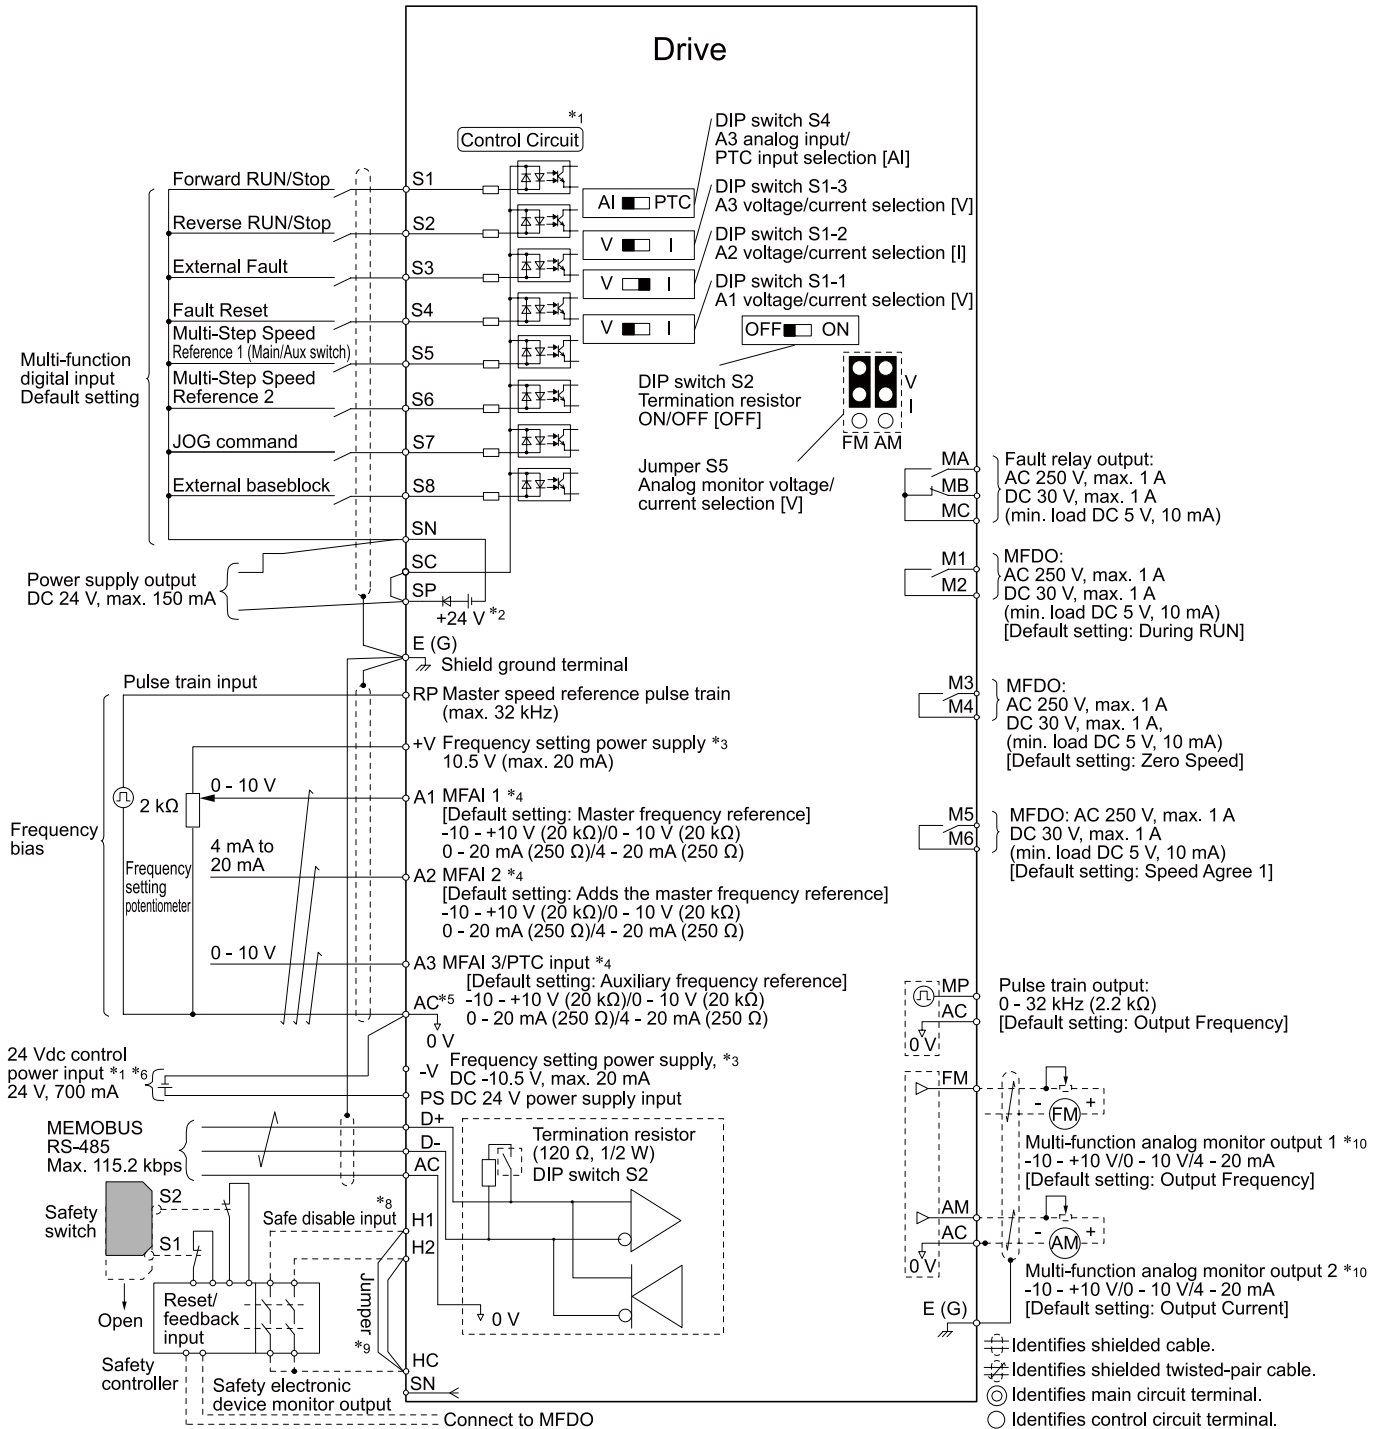 Drive
*1
Control Circuit
DIP switch S4
A3 analog input/
PTC input selection [AI]
AI PTC
DIP switch S1-3
A3 voltage/current selection [V]
V I
DIP switch S1-2
A2 voltage/current selection [I]
V I
DIP switch S1-1
A1 voltage/current selection [V]
V I
OFF ON
DIP switch S2
Termination resistor
ON/OFF [OFF]
V
I
FM AM
Jumper S5
Analog monitor voltage/
current selection [V]
Multi-function
digital input
Default setting
Forward RUN/Stop S1
Reverse RUN/Stop S2
External Fault S3
Fault Reset S4
Multi-Step Speed
Reference 1 (Main/Aux switch) S5
Multi-Step Speed
Reference 2 S6
JOG command S7
External baseblock S8
SN
SC
SP
Power supply output
DC 24 V, max. 150 mA
+24 V *2
E (G)
Shield ground terminal
Pulse train input
RP Master speed reference pulse train
(max. 32 kHz)
+V Frequency setting power supply *3
10.5 V (max. 20 mA)
Frequency
bias
2 kΩ
0 - 10 V
A1 MFAI 1 *4
[Default setting: Master frequency reference]
-10 - +10 V (20 kΩ)/0 - 10 V (20 kΩ)
0 - 20 mA (250 Ω)/4 - 20 mA (250 Ω)
4 mA to
20 mA
Frequency
setting
potentiometer
A2 MFAI 2 *4
[Default setting: Adds the master frequency reference]
-10 - +10 V (20 kΩ)/0 - 10 V (20 kΩ)
0 - 20 mA (250 Ω)/4 - 20 mA (250 Ω)
0 - 10 V
A3 MFAI 3/PTC input *4
[Default setting: Auxiliary frequency reference]
AC*5 -10 - +10 V (20 kΩ)/0 - 10 V (20 kΩ)
0 - 20 mA (250 Ω)/4 - 20 mA (250 Ω)
0 V
24 Vdc control
power input *1 *6
24 V, 700 mA
-V Frequency setting power supply, *3
DC -10.5 V, max. 20 mA
PS DC 24 V power supply input
MEMOBUS
RS-485
Max. 115.2 kbps
D+
D-
AC
Termination resistor
(120 Ω, 1/2 W)
DIP switch S2
0 V
Safety
switch
S2
S1
Open
*8
Safe disable input
H1
H2
Jumper
*9
HC
SN
Reset/
feedback
input
Safety
controller
Safety electronic
device monitor output
Connect to MFDO
MA
MB
MC
Fault relay output:
AC 250 V, max. 1 A
DC 30 V, max. 1 A
(min. load DC 5 V, 10 mA)
M1
M2
MFDO:
AC 250 V, max. 1 A
DC 30 V, max. 1 A
(min. load DC 5 V, 10 mA)
[Default setting: During RUN]
M3
M4
MFDO:
AC 250 V, max. 1 A
DC 30 V, max. 1 A,
(min. load DC 5 V, 10 mA)
[Default setting: Zero Speed]
M5
M6
MFDO: AC 250 V, max. 1 A
DC 30 V, max. 1 A
(min. load DC 5 V, 10 mA)
[Default setting: Speed Agree 1]
MP
AC
0 V
Pulse train output:
0 - 32 kHz (2.2 kΩ)
[Default setting: Output Frequency]
FM
- FM +
Multi-function analog monitor output 1 *10
-10 - +10 V/0 - 10 V/4 - 20 mA
[Default setting: Output Frequency]
AM
AC
0 V
- AM +
Multi-function analog monitor output 2 *10
-10 - +10 V/0 - 10 V/4 - 20 mA
[Default setting: Output Current]
E (G)
Identifies shielded cable.
Identifies shielded twisted-pair cable.
Identifies main circuit terminal.
Identifies control circuit terminal.